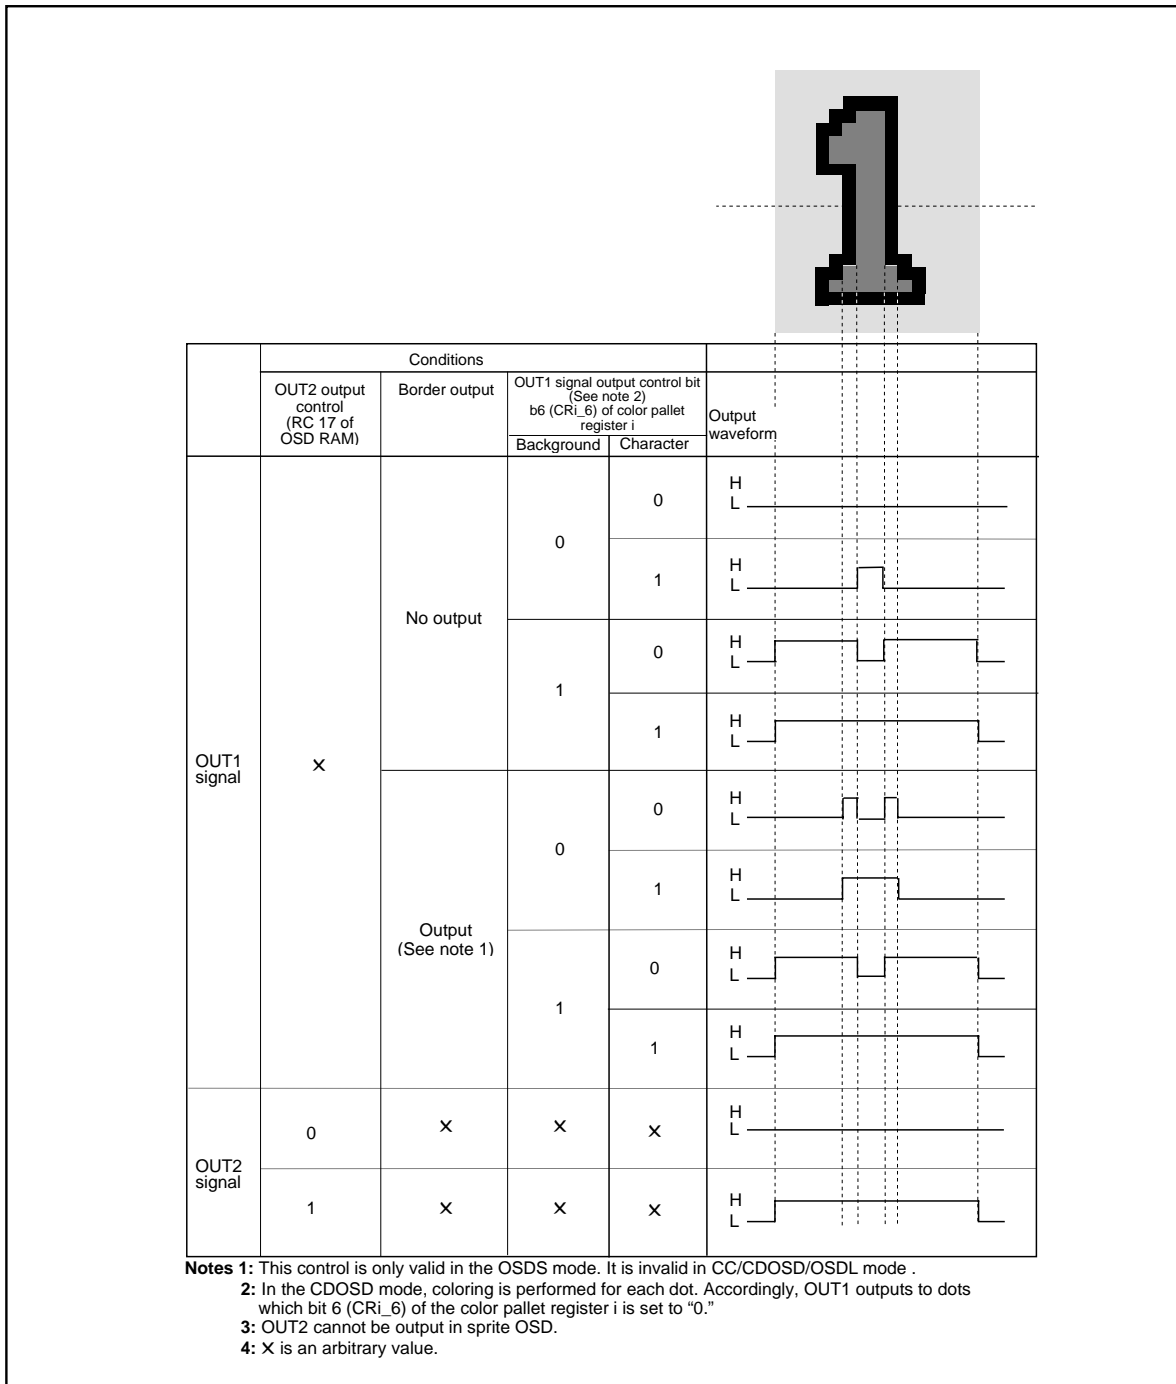 Conditions
OUT2 output
control
(RC 17 of
OSD RAM)
Border output
OUT1 signal output control bit
(See note 2)
b6 (CRi_6) of color pallet
register i
Background
Character
Output
waveform
OUT1
signal
×
No output
0
0
H
L
1
H
L
1
0
H
L
1
H
L
Output
(See note 1)
0
0
H
L
1
H
L
1
0
H
L
1
H
L
OUT2
signal
0
×
×
×
H
L
1
×
×
×
H
L
Notes 1: This control is only valid in the OSDS mode. It is invalid in CC/CDOSD/OSDL mode .
2: In the CDOSD mode, coloring is performed for each dot. Accordingly, OUT1 outputs to dots
which bit 6 (CRi_6) of the color pallet register i is set to “0.”
3: OUT2 cannot be output in sprite OSD.
4: × is an arbitrary value.